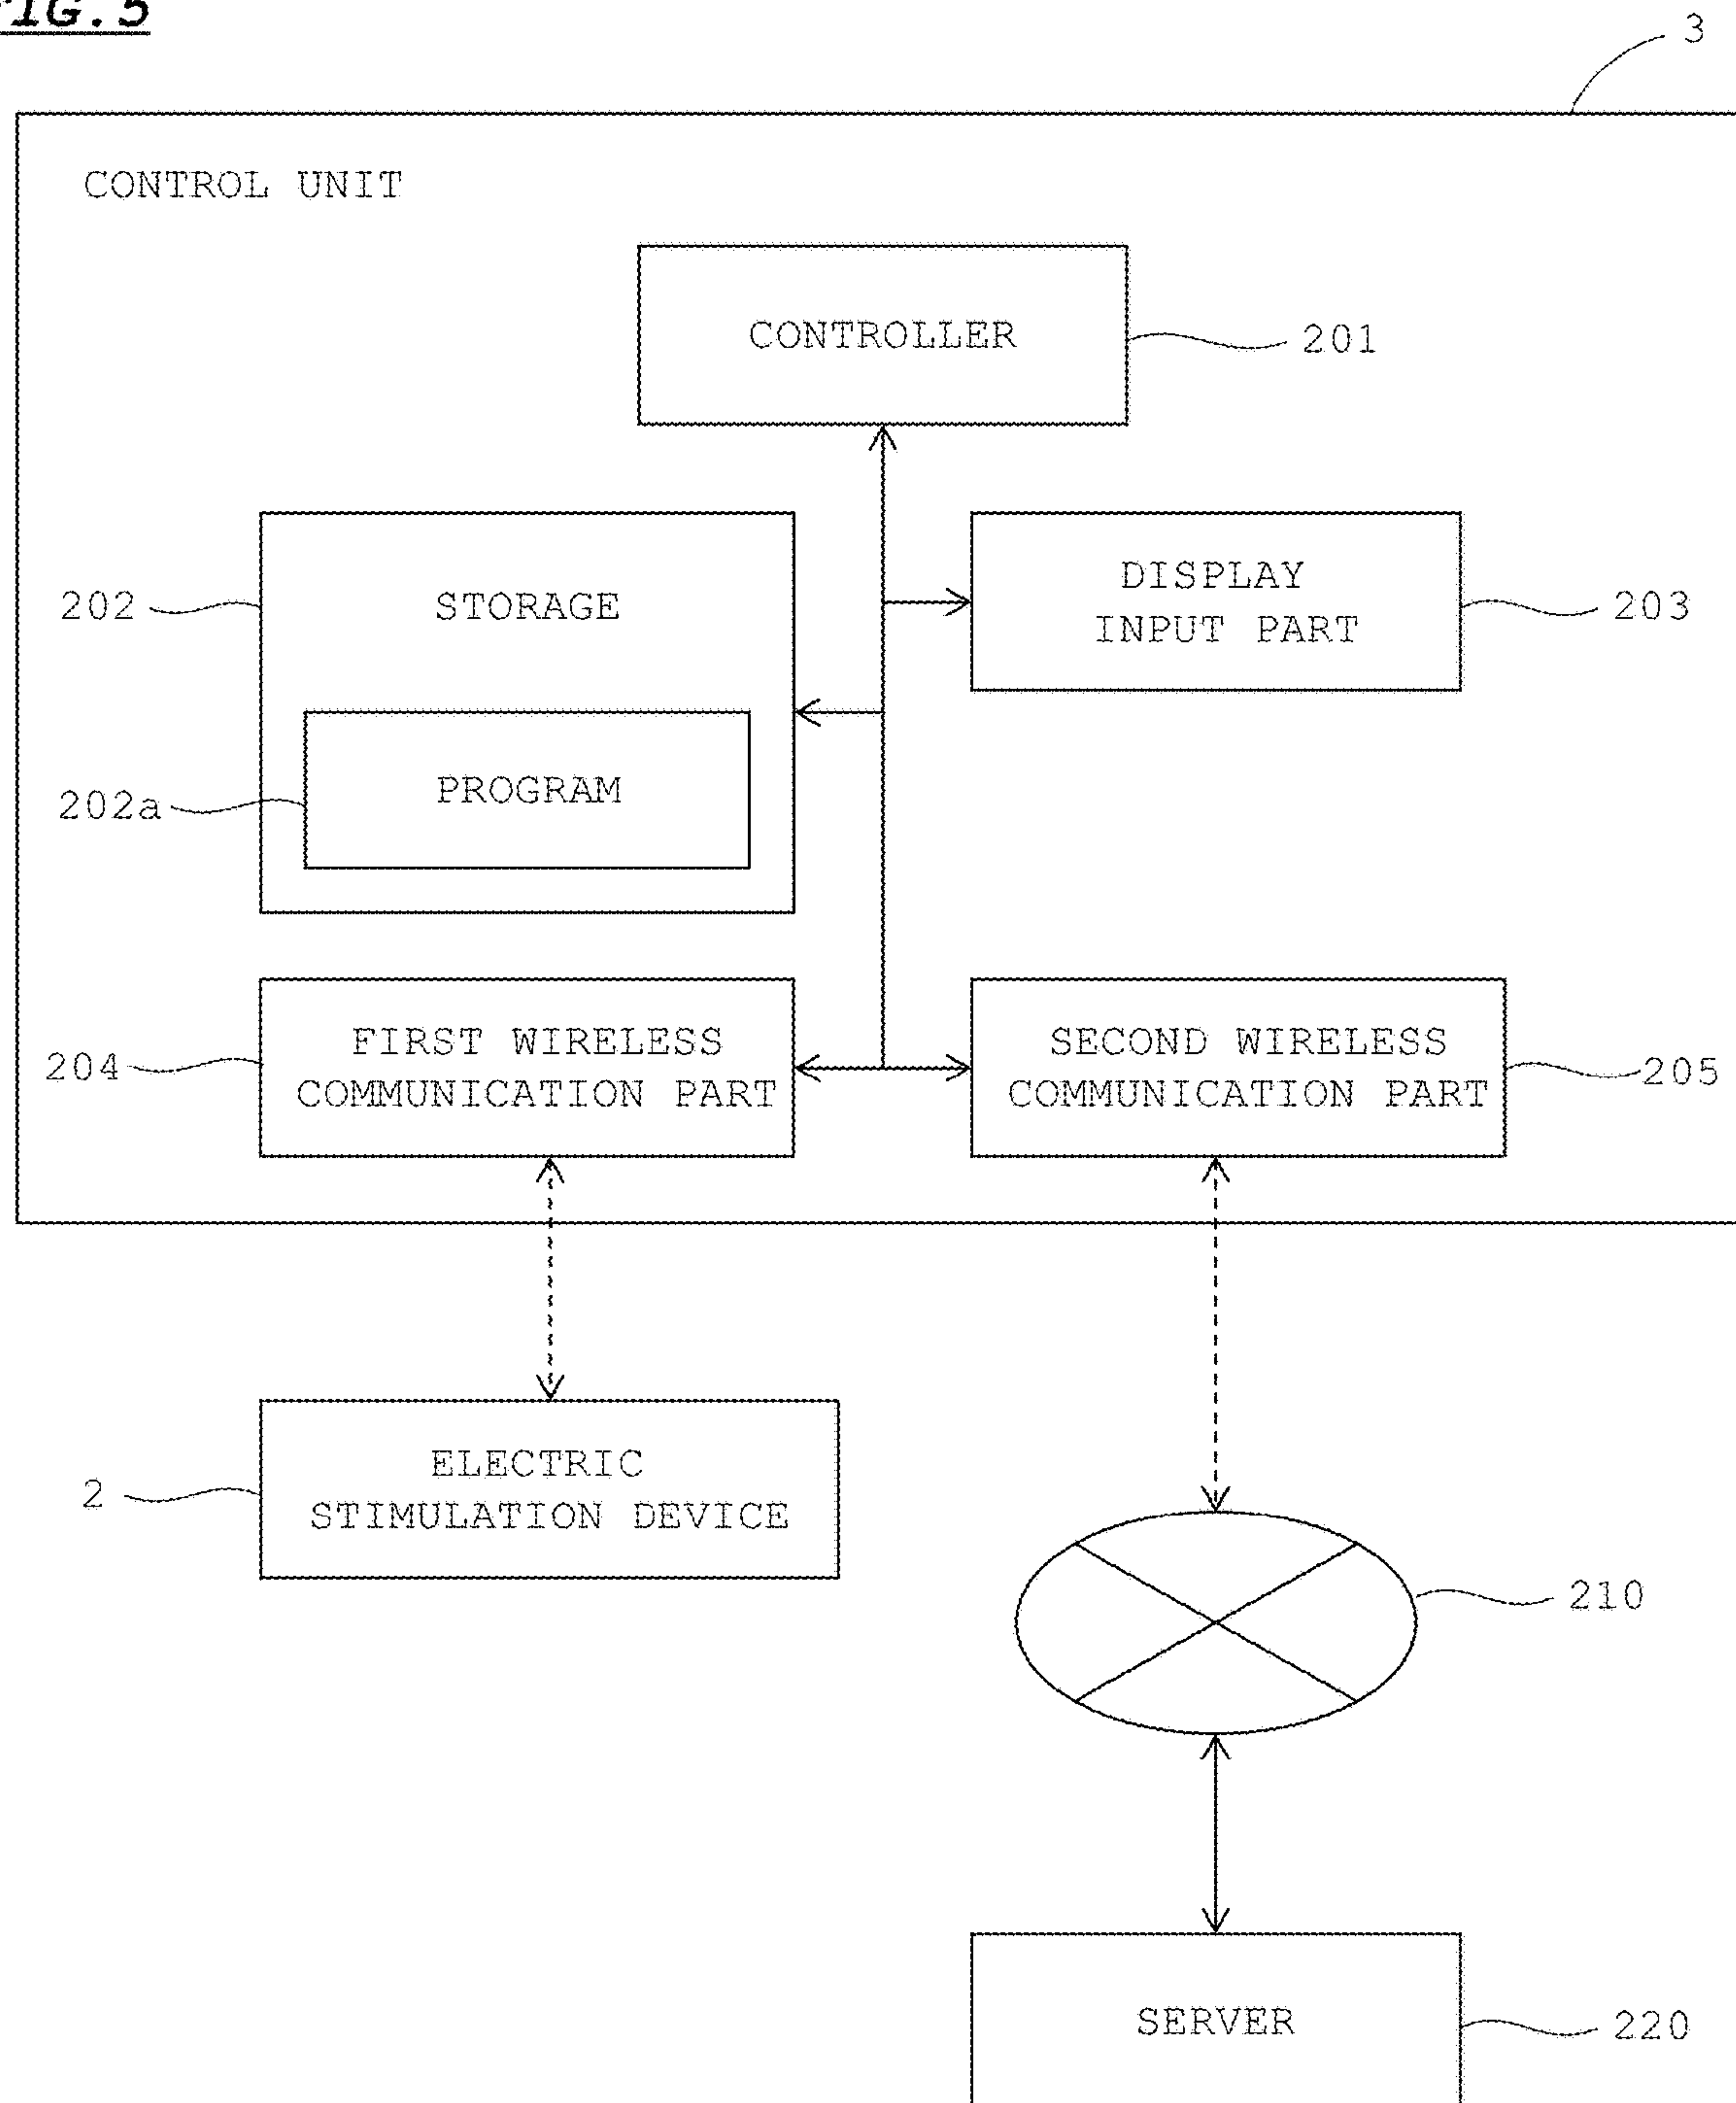 FIG.5
3
CONTROL UNIT
CONTROLLER
201
202
STORAGE
DISPLAY
INPUT PART
203
202a
PROGRAM
204
FIRST WIRELESS
COMMUNICATION PART
SECOND WIRELESS
COMMUNICATION PART
205
2
ELECTRIC
STIMULATION DEVICE
210
SERVER
220